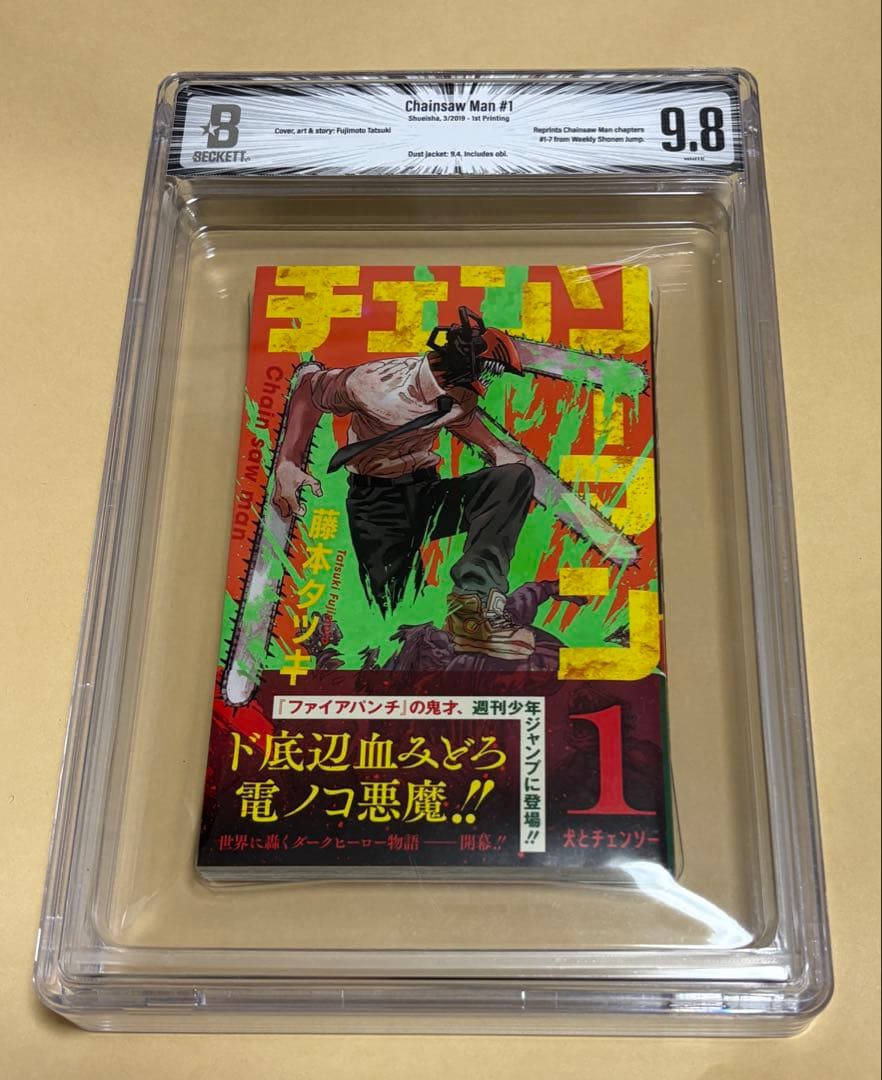 Chainsaw Man #1
Shueisha, 3/2019 - 1st Printing
Cover, art & story: Fujimoto Tatsuki
Reprints Chainsaw Man chapters
#1-7 from Weekly Shonen Jump.
Dust jacket: 9.4. Includes obi.
B
BECKETT
9.8
WHITE
チェンソーマン
Chain saw man
藤本タツキ
Tatsuki Fujimoto
『ファイアパンチ』の鬼才、週刊少年ジャンプに登場!!
ド底辺血みどろ
電ノコ悪魔!!
世界に轟くダークヒーロー物語――開幕!!
1
犬とチェンソー